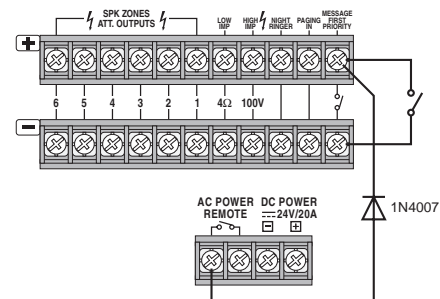 SPK ZONES
ATT. OUTPUTS
LOW
IMP
HIGH
IMP
NIGHT
RINGER
PAGING
IN
MESSAGE
FIRST
PRIORITY
+
6 5 4 3 2 1 4Ω 100V
−
AC POWER
REMOTE
DC POWER
24V/20A
− +
1N4007